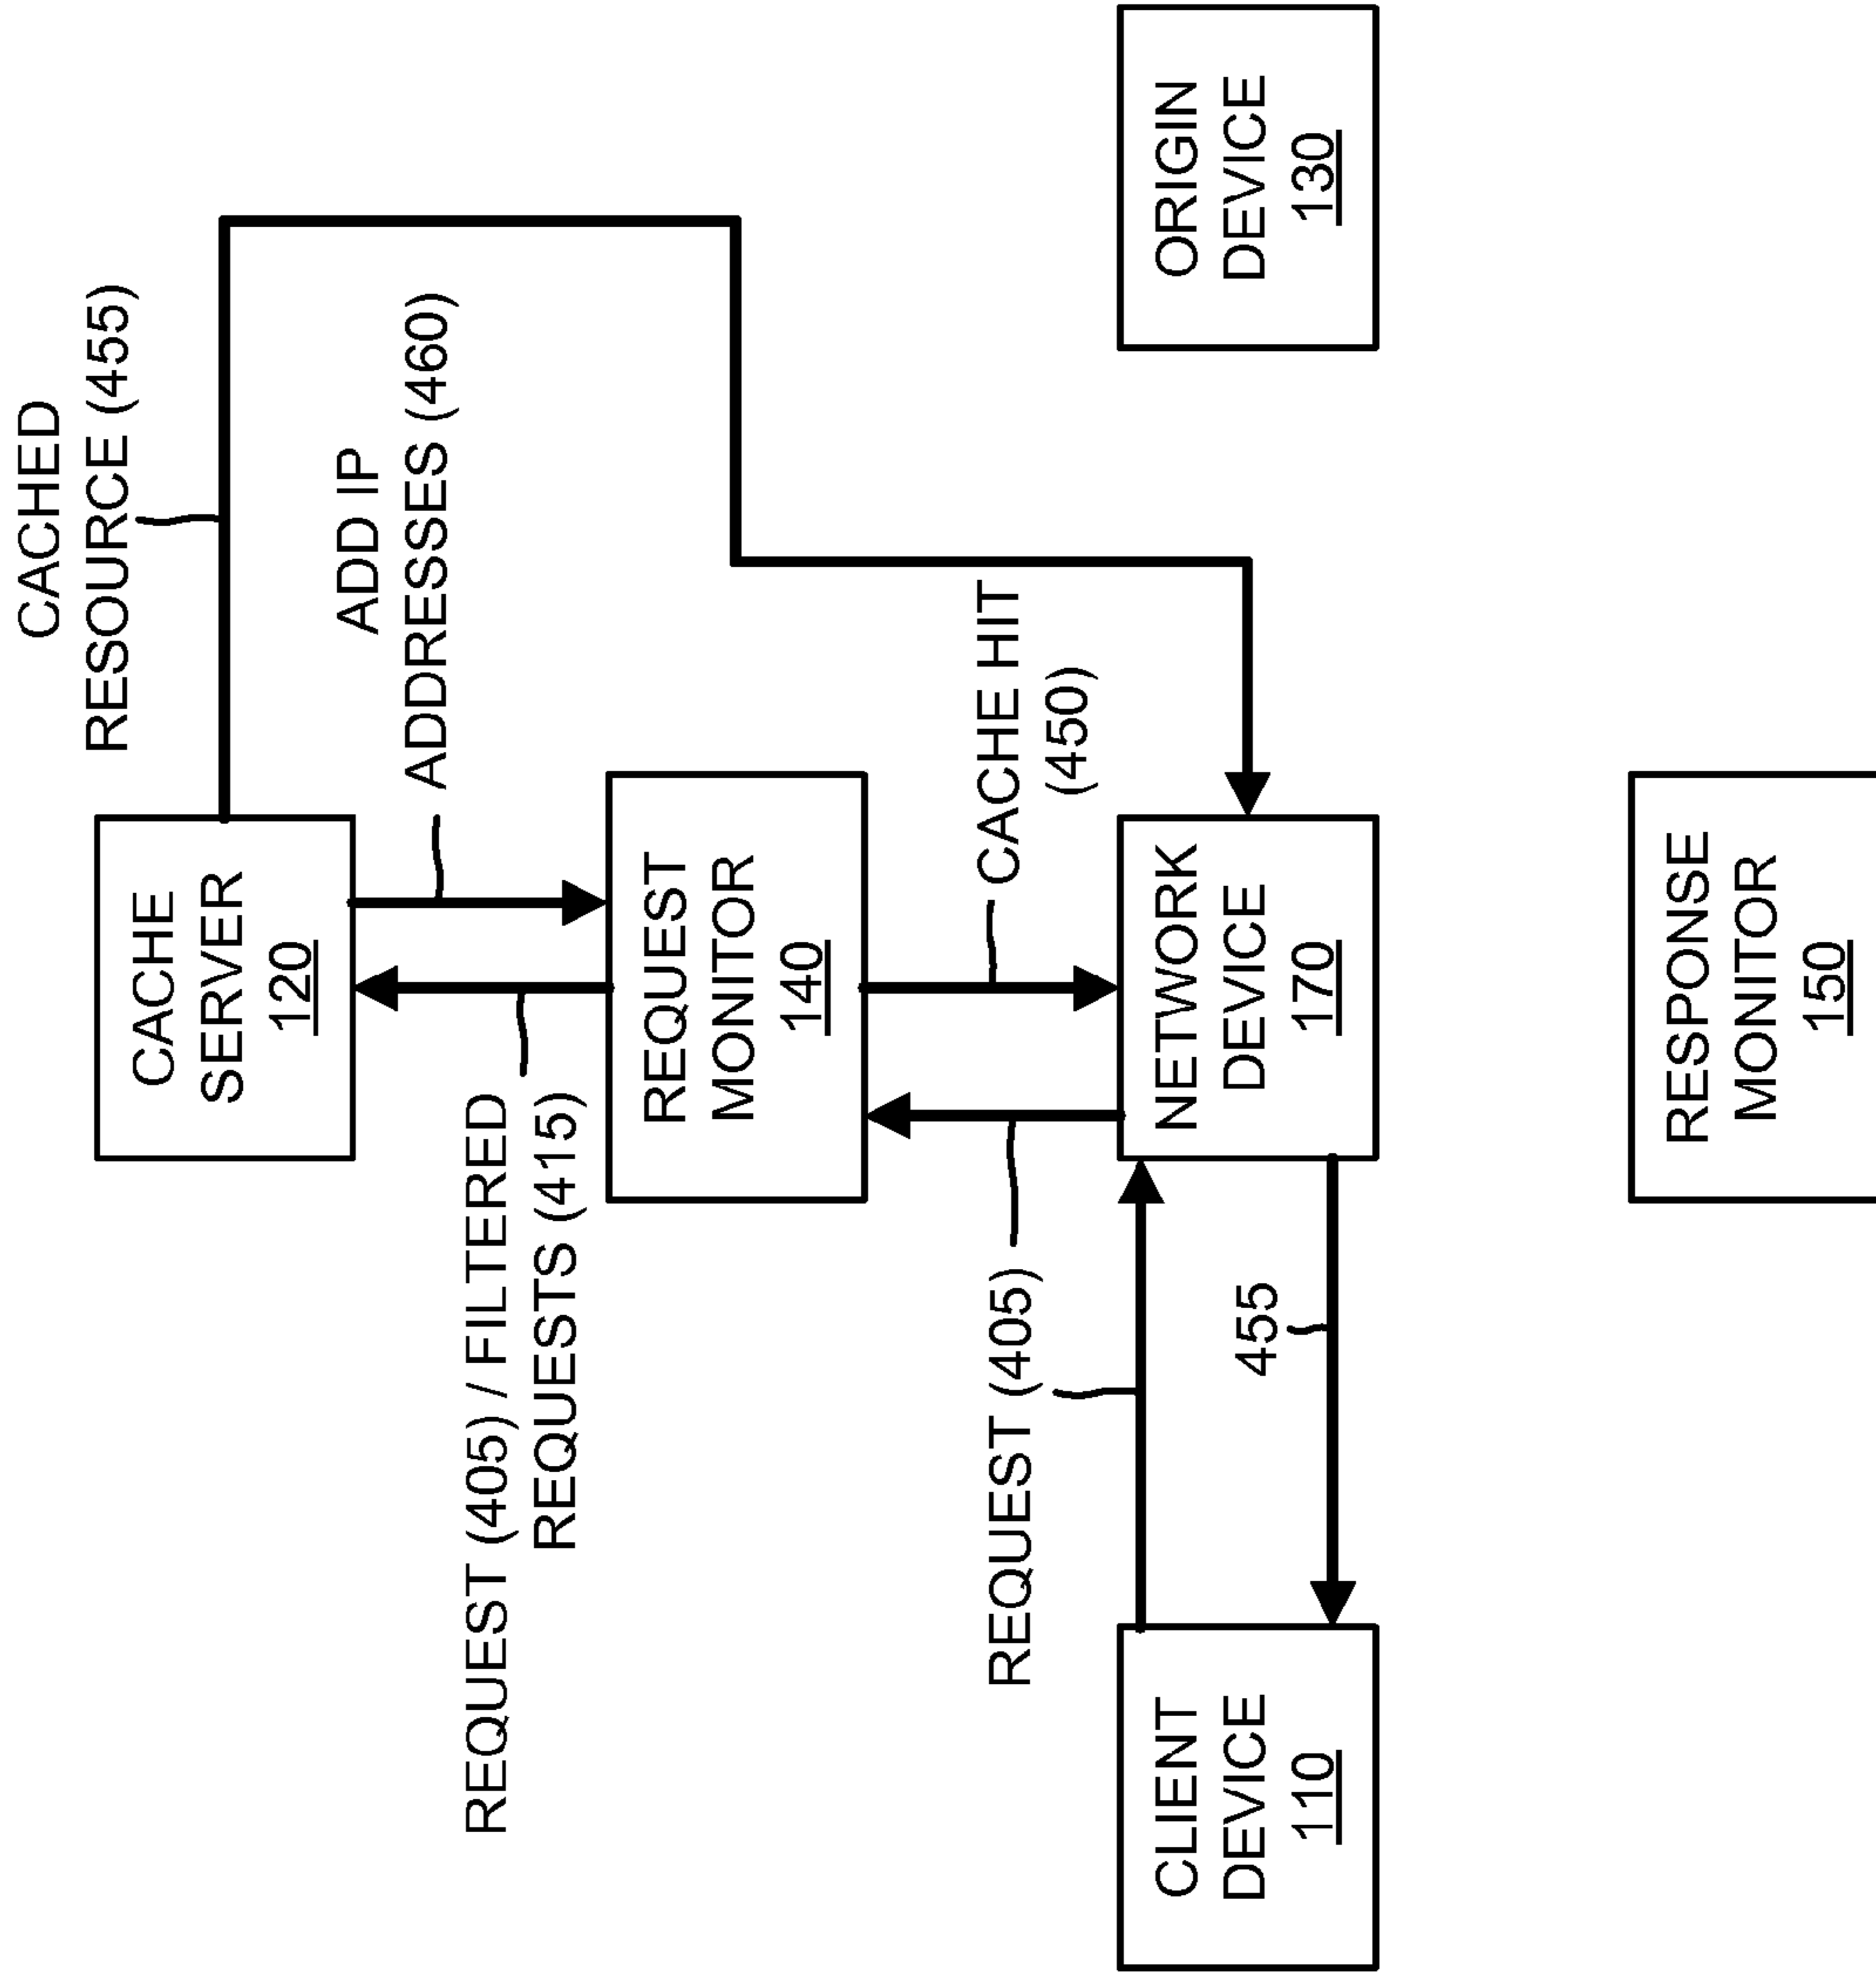 CACHED
RESOURCE (455)
ADD IP
ADDRESSES (460)
CACHE
SERVER
120
REQUEST (405) / FILTERED
REQUESTS (415)
REQUEST
MONITOR
140
CACHE HIT
(450)
REQUEST (405)
CLIENT
DEVICE
110
455
NETWORK
DEVICE
170
ORIGIN
DEVICE
130
RESPONSE
MONITOR
150